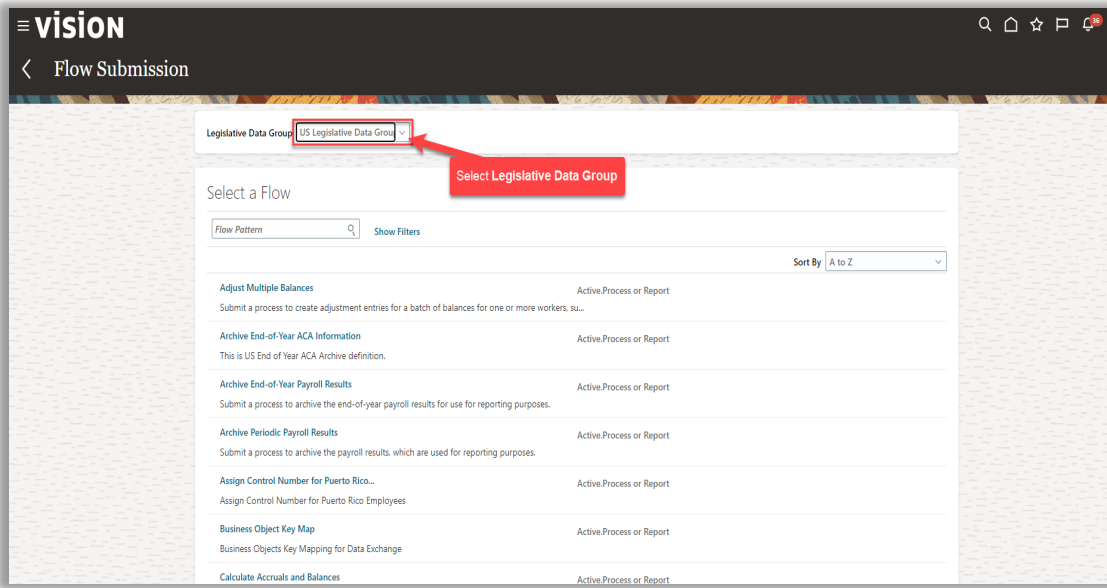 VISION
36
Flow Submission
Legislative Data Group US Legislative Data Grou
Select Legislative Data Group
Select a Flow
Flow Pattern Show Filters
Sort By A to Z
Adjust Multiple Balances Active.Process or Report
Submit a process to create adjustment entries for a batch of balances for one or more workers, su...
Archive End-of-Year ACA Information Active.Process or Report
This is US End of Year ACA Archive definition.
Archive End-of-Year Payroll Results Active.Process or Report
Submit a process to archive the end-of-year payroll results for use for reporting purposes.
Archive Periodic Payroll Results Active.Process or Report
Submit a process to archive the payroll results, which are used for reporting purposes.
Assign Control Number for Puerto Rico... Active.Process or Report
Assign Control Number for Puerto Rico Employees
Business Object Key Map Active.Process or Report
Business Objects Key Mapping for Data Exchange
Calculate Accruals and Balances Active.Process or Report